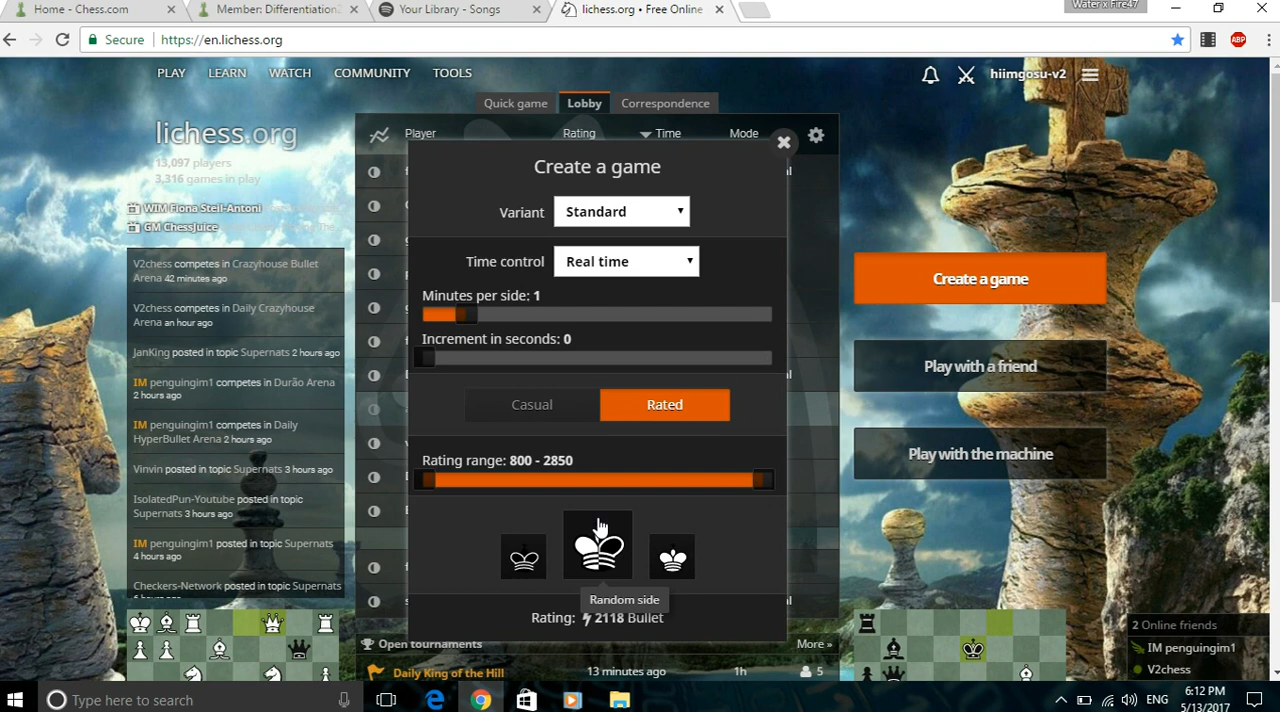 Home - Chess.com
Member: Differentiation
Your Library - Songs
lichess.org • Free Online
Water x Fire47
Secure
https://en.lichess.org
ABP
PLAY
LEARN
WATCH
COMMUNITY
TOOLS
hiimgosu-v2
Quick game
Lobby
Correspondence
lichess.org
13,097 players
3,316 games in play
WIM Fiona Steil-Antoni
GM ChessJuice
V2chess competes in Crazyhouse Bullet
Arena 42 minutes ago
V2chess competes in Daily Crazyhouse
Arena an hour ago
JanKing posted in topic Supernats 2 hours ago
IM penguingim1 competes in Durão Arena
2 hours ago
IM penguingim1 competes in Daily
HyperBullet Arena 2 hours ago
Vinvin posted in topic Supernats 3 hours ago
IsolatedPun-Youtube posted in topic
Supernats 3 hours ago
IM penguingim1 posted in topic Supernats
4 hours ago
Checkers-Network posted in topic Supernats
Player
Rating
Time
Mode
Create a game
Variant
Standard
Time control
Real time
Minutes per side: 1
Increment in seconds: 0
Casual
Rated
Rating range: 800 - 2850
Random side
Rating: 2118 Bullet
Open tournaments
More »
Daily King of the Hill
13 minutes ago
1h
5
Create a game
Play with a friend
Play with the machine
2 Online friends
IM penguingim1
V2chess
Type here to search
ENG
6:12 PM
5/13/2017